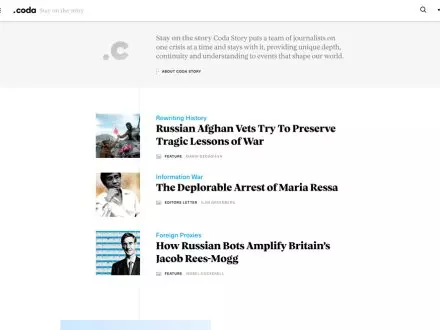 .coda stay on the story
Stay on the story Coda Story puts a team of journalists on
one crisis at a time and stays with it, providing unique depth,
continuity and understanding to events that shape our world.
.c
ABOUT CODA STORY
Rewriting History
Russian Afghan Vets Try To Preserve
Tragic Lessons of War
FEATURE
Information War
The Deplorable Arrest of Maria Ressa
EDITORS LETTER
Foreign Proxies
How Russian Bots Amplify Britain's
Jacob Rees-Mogg
FEATURE